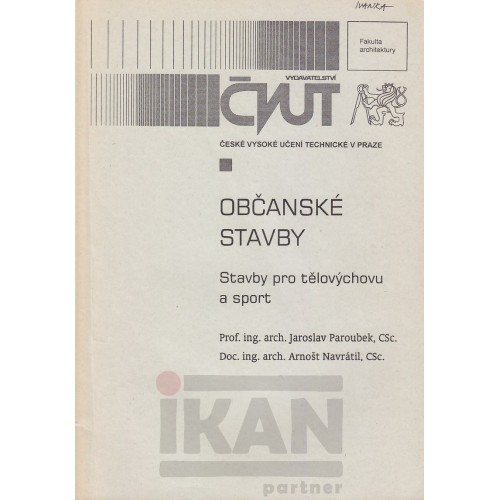 IVANKA
Fakulta
architektury
VYDAVATELSTVÍ
ČVUT
ČESKÉ VYSOKÉ UČENÍ TECHNICKÉ V PRAZE
OBČANSKÉ
STAVBY
Stavby pro tělovýchovu
a sport
Prof. ing. arch. Jaroslav Paroubek, CSc.
Doc. ing. arch. Arnošt Navrátil, CSc.
iKAN
partner